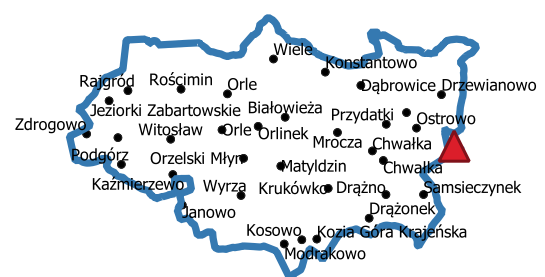 Wiele
Konstantowo
Rajgród
Rościmin
Orle
Dąbrowice
Drzewianowo
Jeziorki Zabartowskie
Białowieża
Przydatki
Ostrowo
Zdrogowo
Witosław
Orle
Orlinek
Mrocza
Chwałka
Podgórz
Orzelski Młyn
Matyldzin
Chwałka
Kaźmierzewo
Wyrza
Krukówko
Drążno
Samsieczynek
Janowo
Drążonek
Kosowo
Kozia Góra Krajeńska
Modrakowo